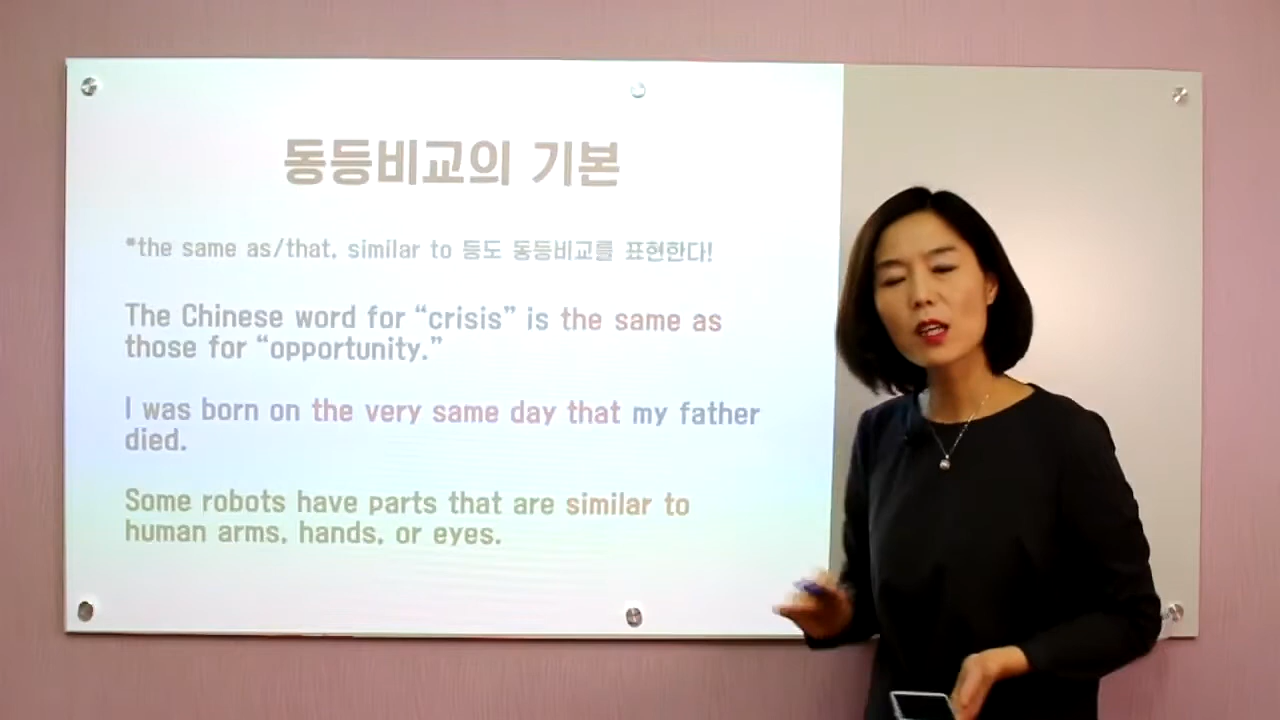 동등비교의 기본
*the same as/that, similar to 등도 동등비교를 표현한다!
The Chinese word for “crisis” is the same as
those for “opportunity.”
I was born on the very same day that my father
died.
Some robots have parts that are similar to
human arms, hands, or eyes.